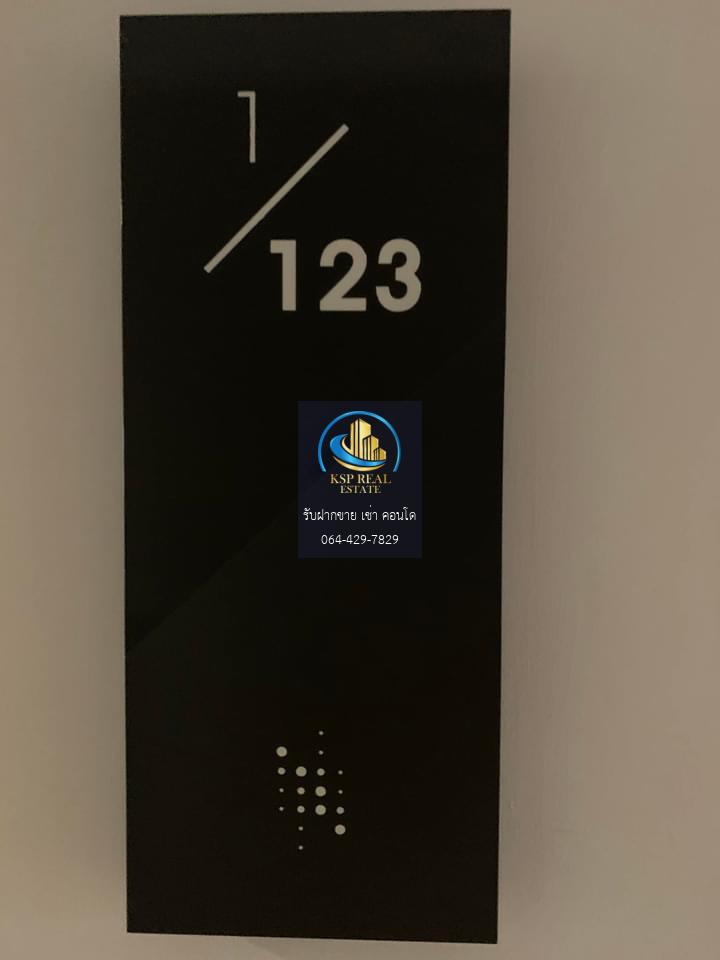 1/
123
KSP REAL
ESTATE
รับฝากขาย เช่า คอนโด
064-429-7829